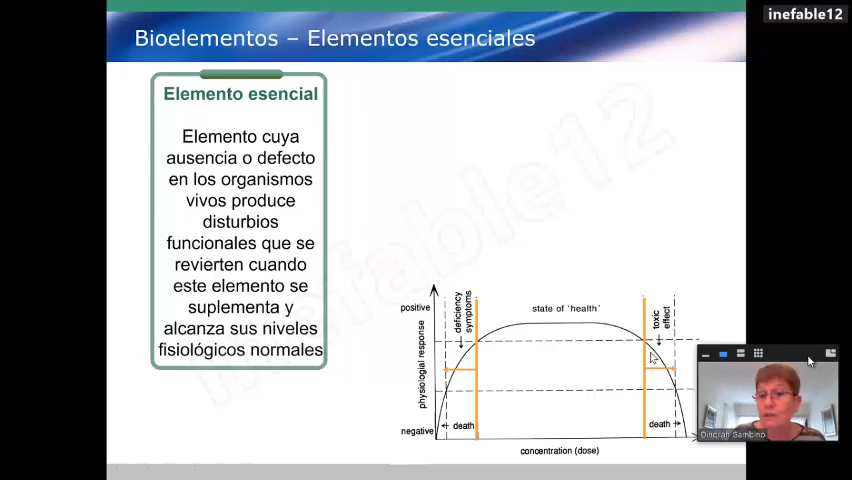 inefable12
Bioelementos – Elementos esenciales
Elemento esencial
Elemento cuya
ausencia o defecto
en los organismos
vivos produce
disturbios
funcionales que se
revierten cuando
este elemento se
suplementa y
alcanza sus niveles
fisiológicos normales
inefable12
positive
deficiency
symptoms
state of 'health'
toxic
effect
physiologial response
death
death
negative
concentration (dose)
Dinorah Gambino